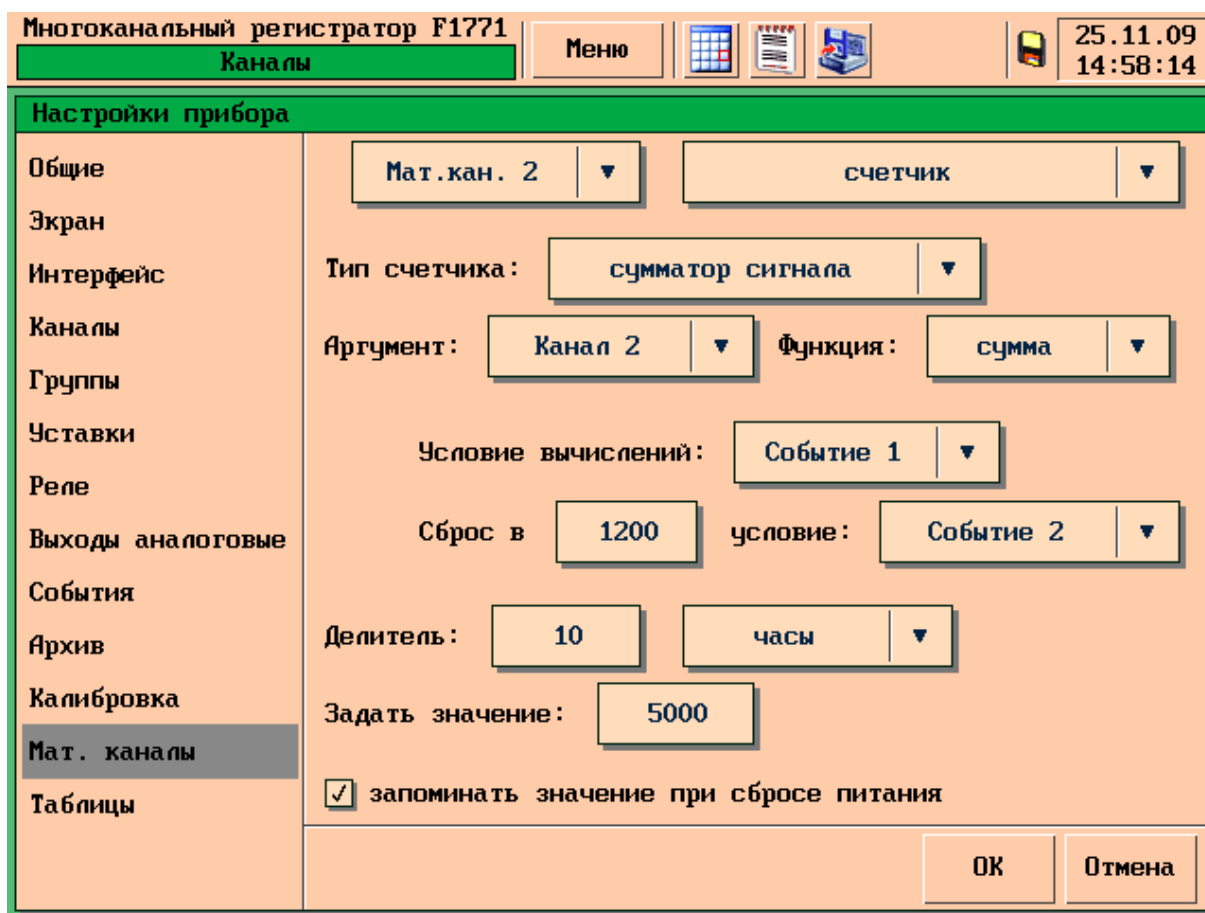 Многоканальный регистратор F1771
Каналы
Меню
25.11.09
14:58:14
Настройки прибора
Общие
Экран
Интерфейс
Каналы
Группы
Уставки
Реле
Выходы аналоговые
События
Архив
Калибровка
Мат. каналы
Таблицы
Мат.кан. 2 счетчик
Тип счетчика: сумматор сигнала
Аргумент: Канал 2 Функция: сумма
Условие вычислений: Событие 1
Сброс в 1200 условие: Событие 2
Делитель: 10 часы
Задать значение: 5000
запоминать значение при сбросе питания
ОК Отмена